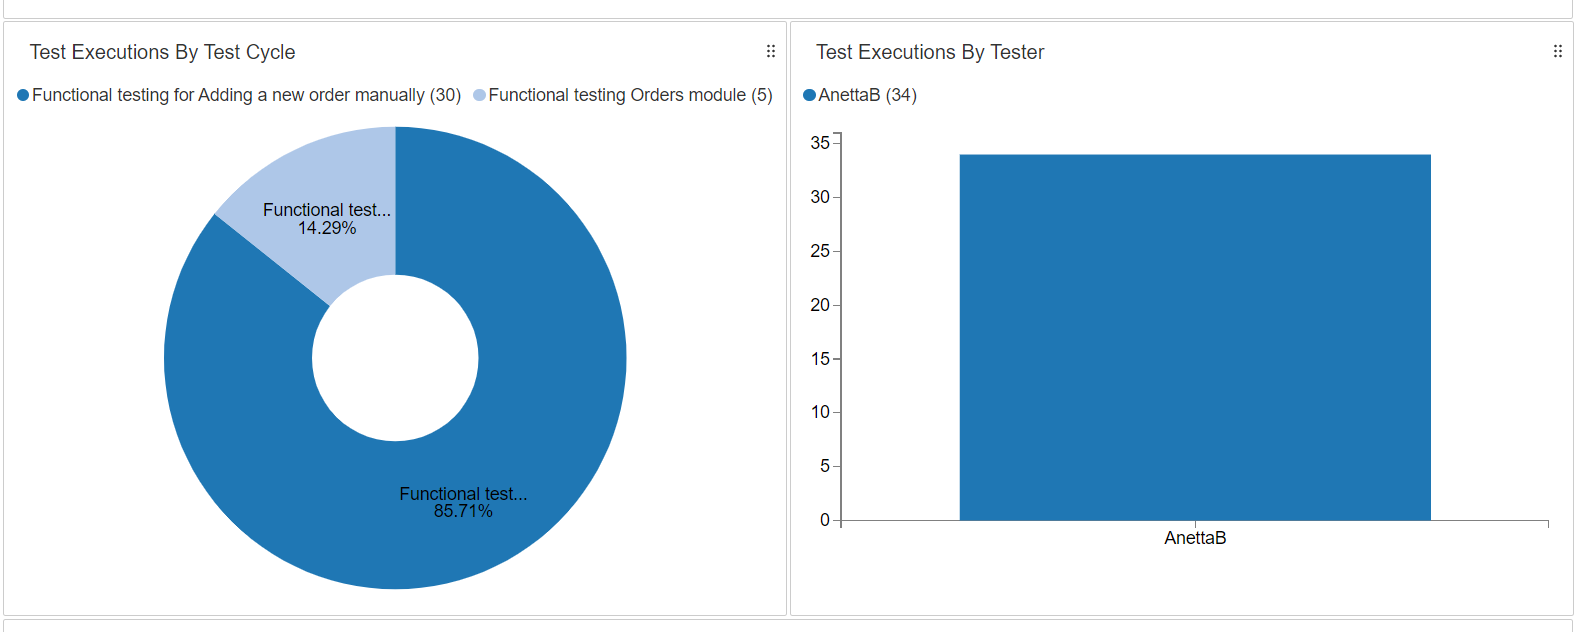 Test Executions By Test Cycle
Functional testing for Adding a new order manually (30) Functional testing Orders module (5)
Functional test...
14.29%
Functional test...
85.71%
Test Executions By Tester
AnettaB (34)
35
30
25
20
15
10
5
0
AnettaB